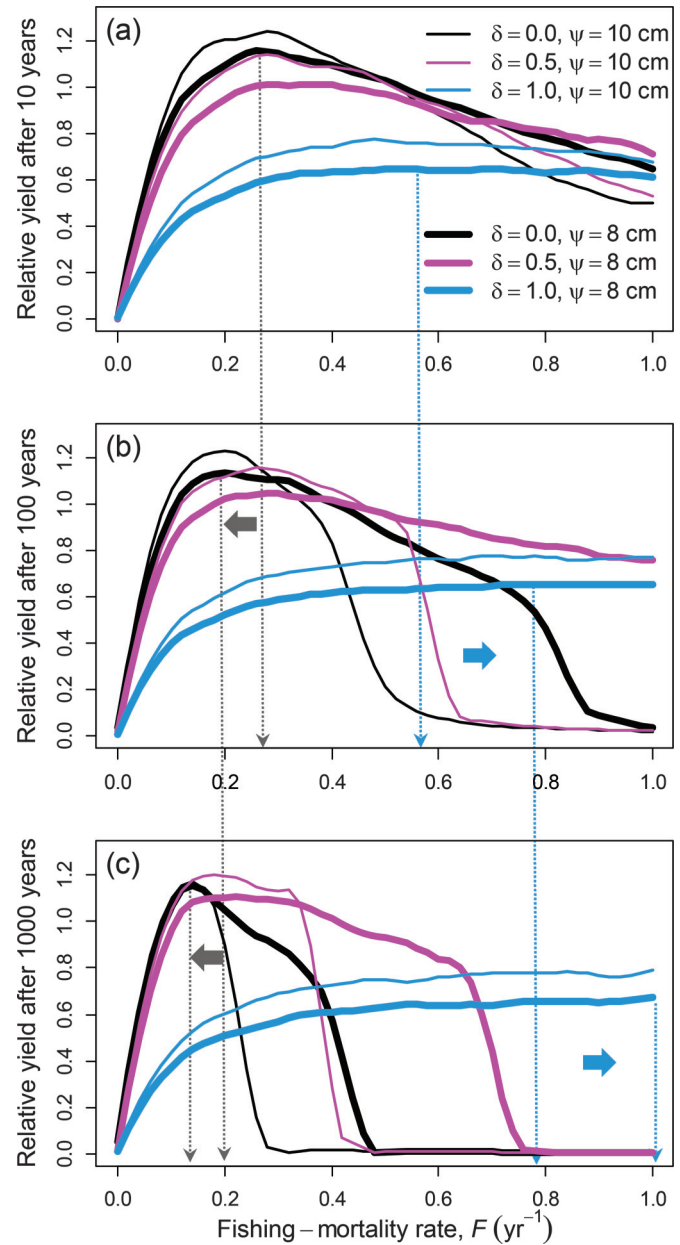 (a)
δ = 0.0, ψ = 10 cm
δ = 0.5, ψ = 10 cm
δ = 1.0, ψ = 10 cm
δ = 0.0, ψ = 8 cm
δ = 0.5, ψ = 8 cm
δ = 1.0, ψ = 8 cm
Relative yield after 10 years
1.2
1.0
0.8
0.6
0.4
0.2
0.0
0.0 0.2 0.4 0.6 0.8 1.0
(b)
Relative yield after 100 years
1.2
1.0
0.8
0.6
0.4
0.2
0.0
0.0 0.2 0.4 0.6 0.8 1.0
(c)
Relative yield after 1000 years
1.2
1.0
0.8
0.6
0.4
0.2
0.0
0.0 0.2 0.4 0.6 0.8 1.0
Fishing – mortality rate, F (yr⁻¹)